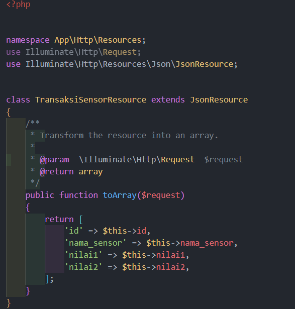 <?php
namespace App\Http\Resources;
use Illuminate\Http\Request;
use Illuminate\Http\Resources\Json\JsonResource;
class TransaksiSensorResource extends JsonResource
{
/**
* Transform the resource into an array.
*
* @param \Illuminate\Http\Request $request
* @return array
*/
public function toArray($request)
{
return [
'id' => $this->id,
'nama_sensor' => $this->nama_sensor,
'nilai1' => $this->nilai1,
'nilai2' => $this->nilai2,
];
}
}